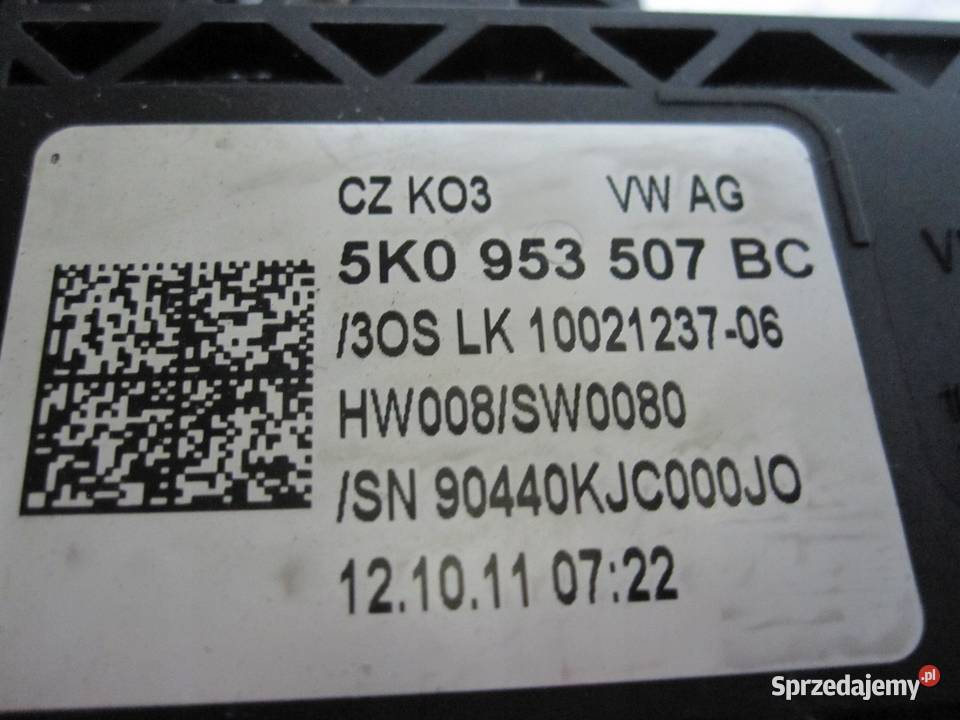 CZ KO3 VW AG
5K0 953 507 BC
/3OS LK 10021237-06
HW008/SW0080
/SN 90440KJC000JO
12.10.11 07:22
Sprzedajemy.pl